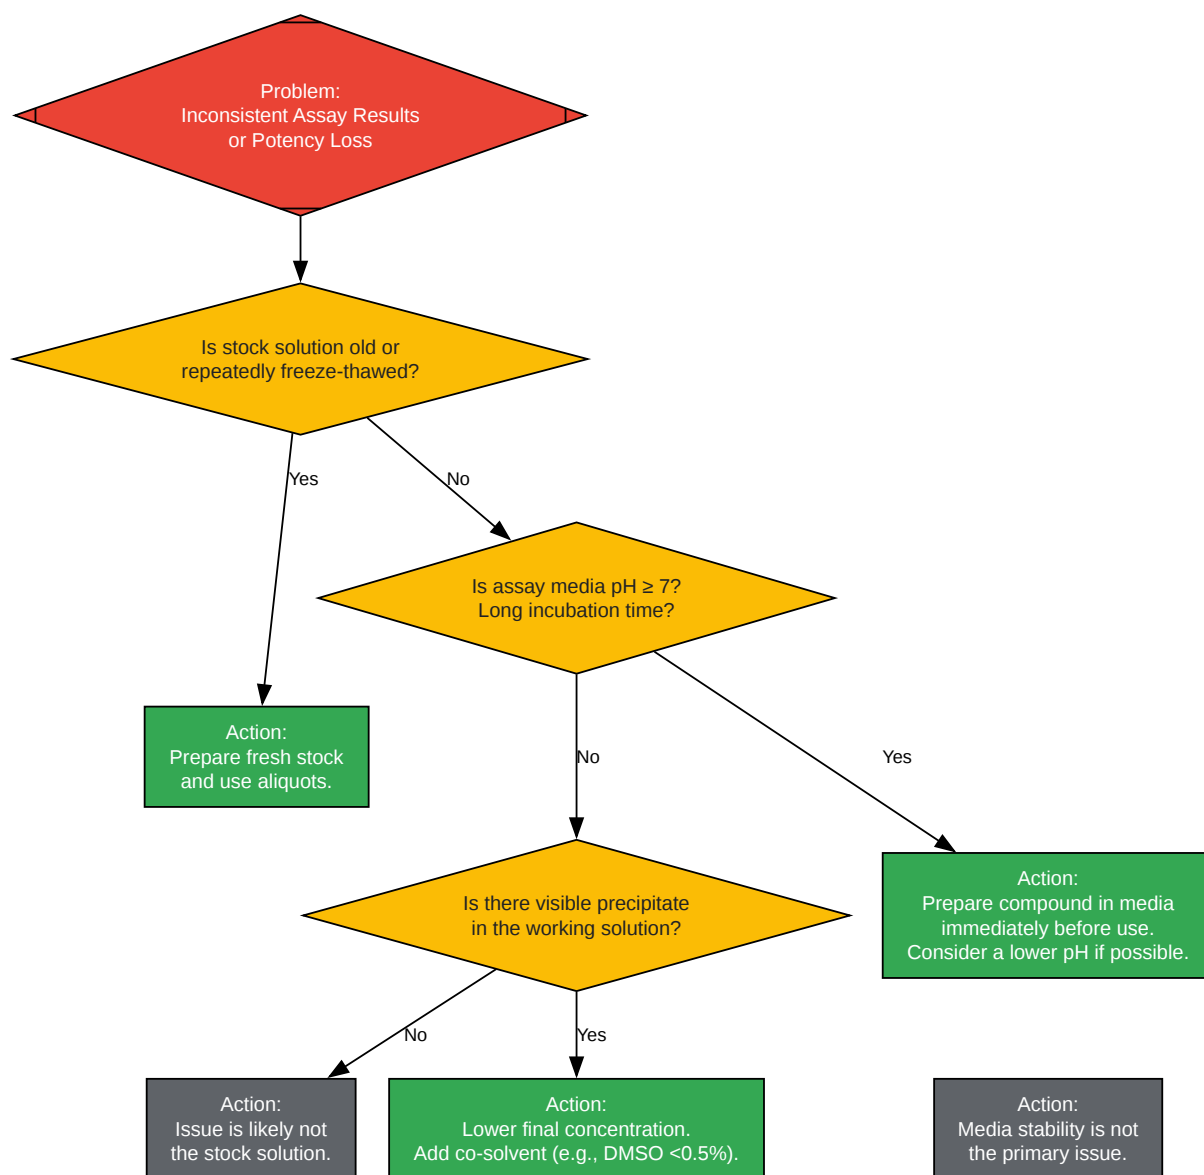 Problem:
Inconsistent Assay Results
or Potency Loss
Is stock solution old or
repeatedly freeze-thawed?
Yes
No
Is assay media pH ≥ 7?
Long incubation time?
Action:
Prepare fresh stock
and use aliquots.
No
Yes
Is there visible precipitate
in the working solution?
Action:
Prepare compound in media
immediately before use.
Consider a lower pH if possible.
No
Yes
Action:
Issue is likely not
the stock solution.
Action:
Lower final concentration.
Add co-solvent (e.g., DMSO <0.5%).
Action:
Media stability is not
the primary issue.